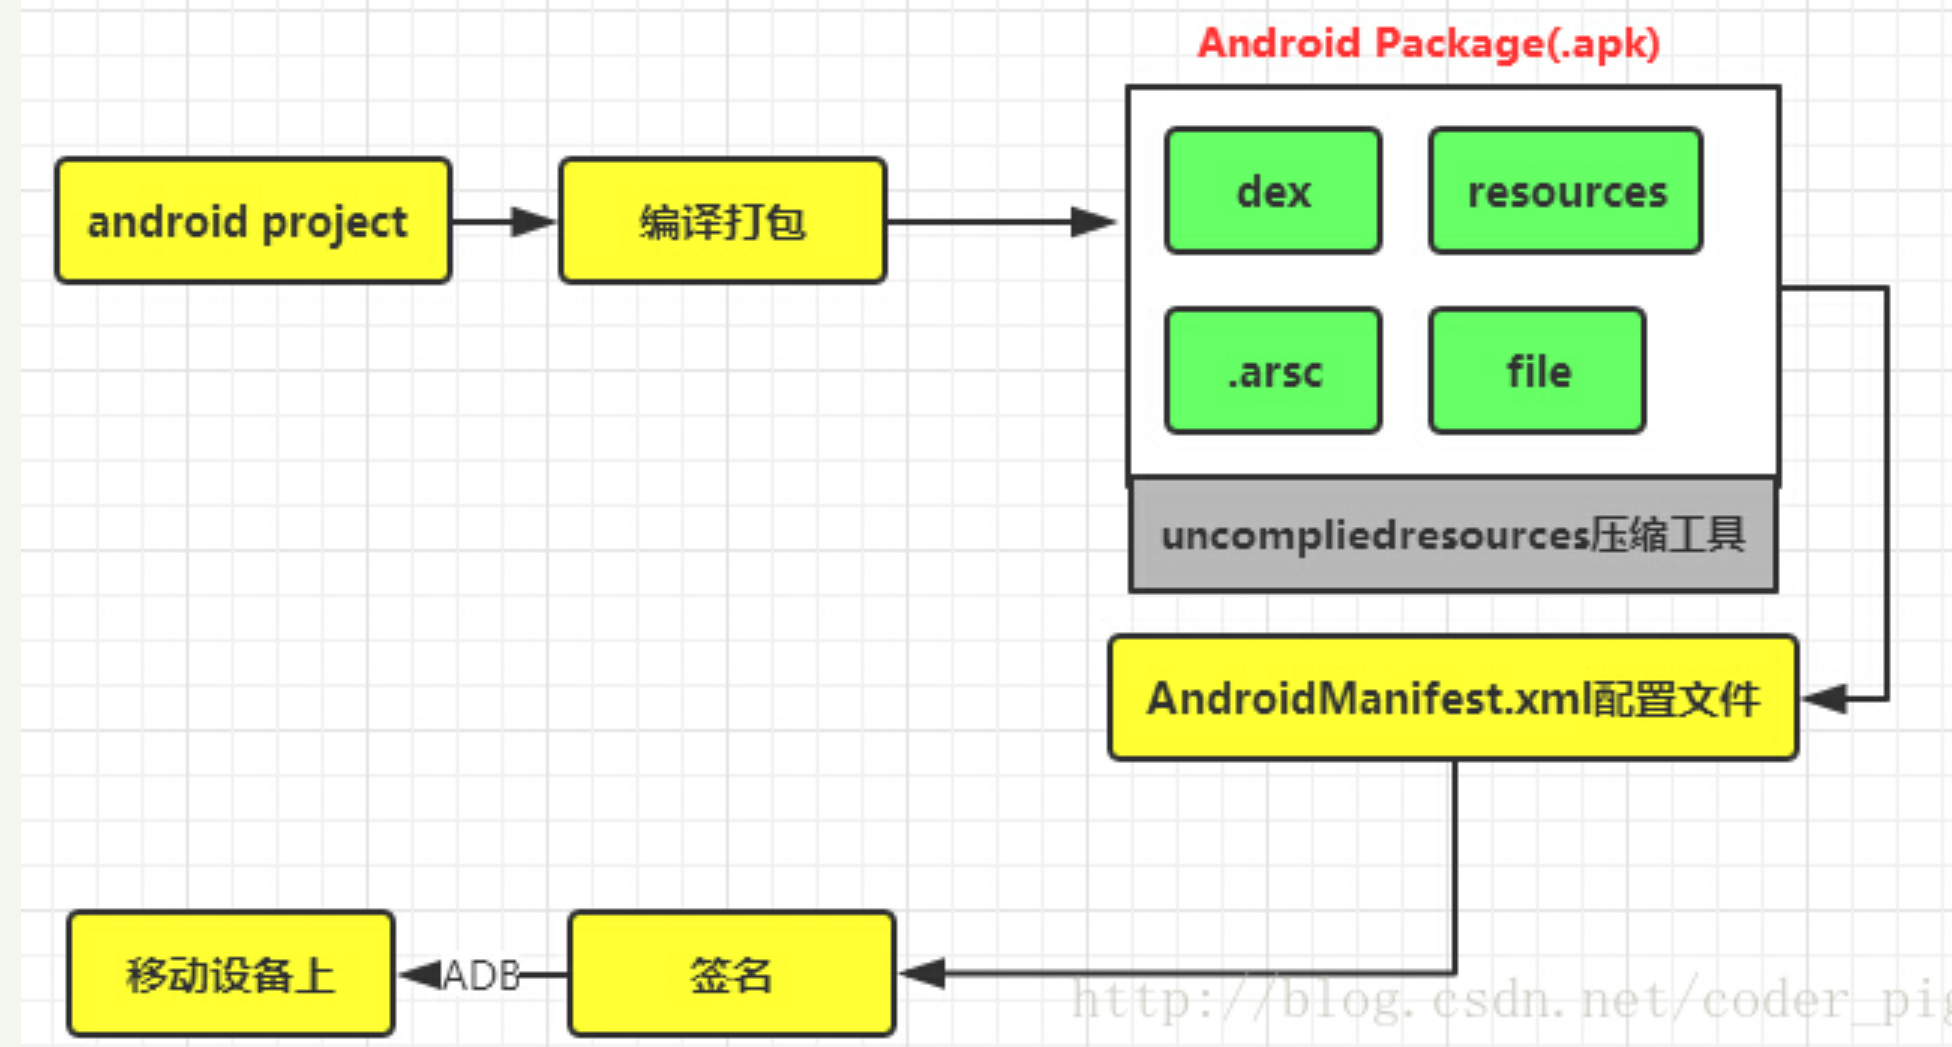 Android Package(.apk)
android project
编译打包
dex
resources
.arsc
file
uncompliedresources压缩工具
AndroidManifest.xml配置文件
移动设备上
ADB
签名
http://blog.csdn.net/coder_pig